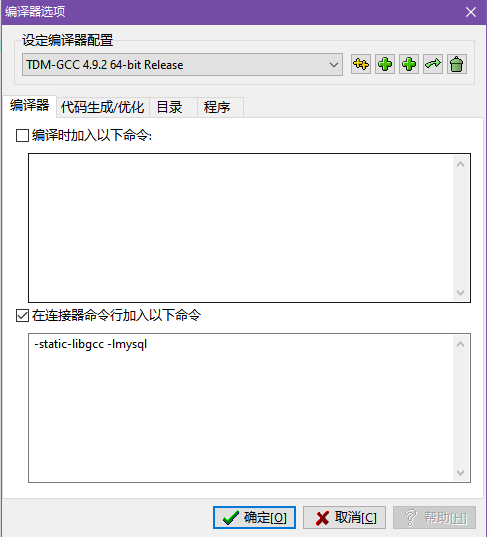 编译器选项
设定编译器配置
TDM-GCC 4.9.2 64-bit Release
编译器 代码生成/优化 目录 程序
编译时加入以下命令:
在连接器命令行加入以下命令
-static-libgcc -lmysql
确定[O] 取消[C] 帮助[H]